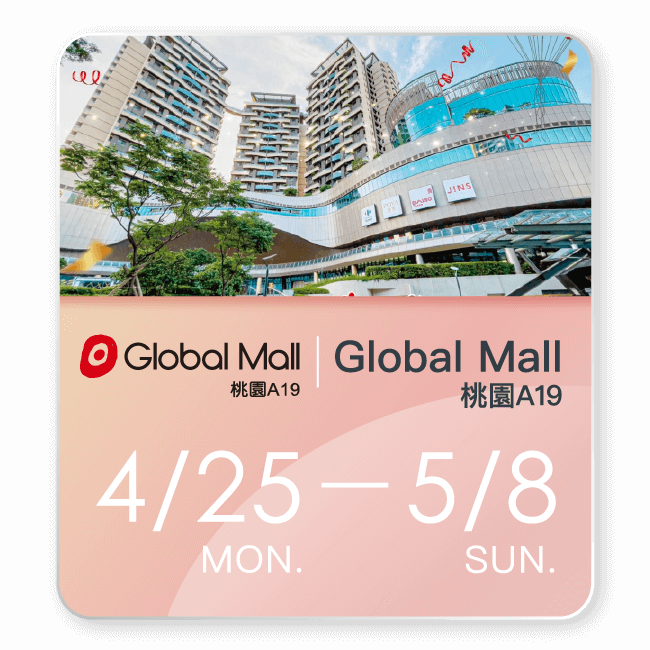 JINS
Global Mall
桃園A19
Global Mall
桃園A19
4/25－5/8
MON.
SUN.